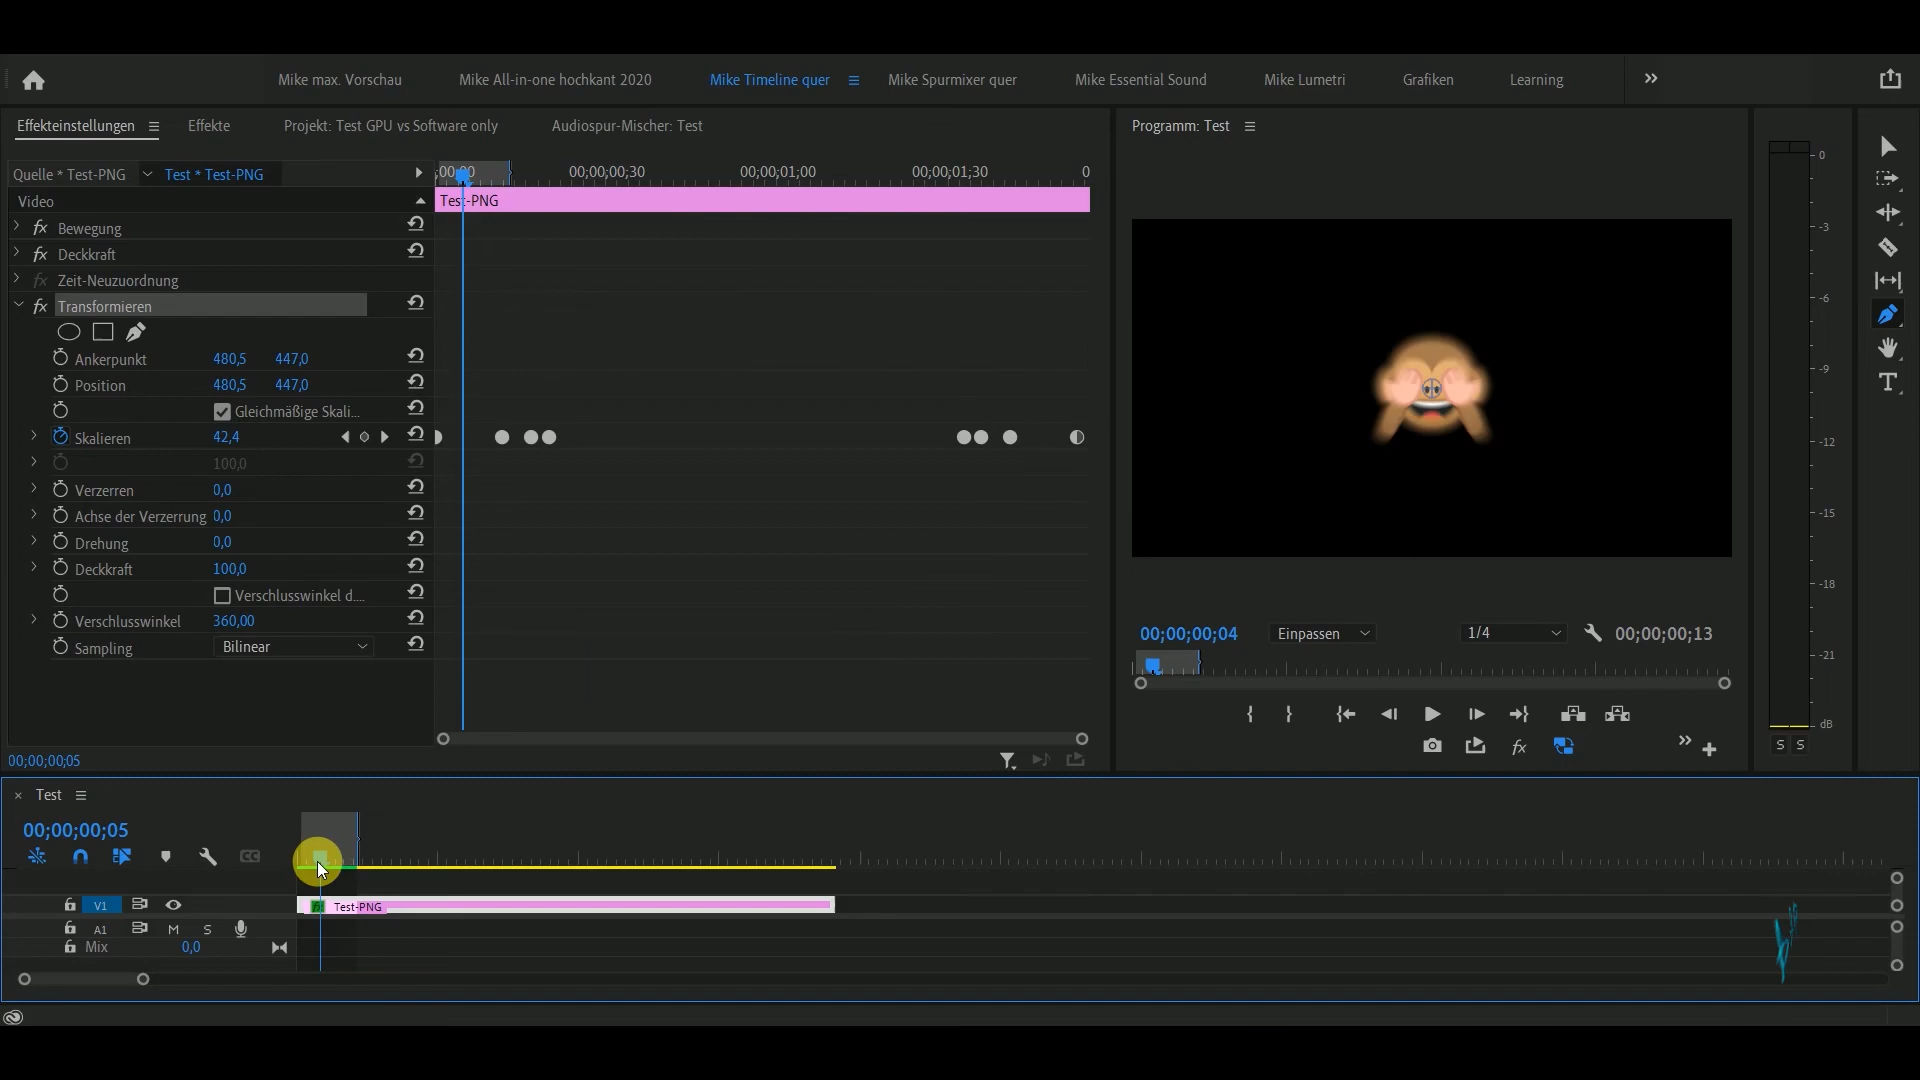 Mike max. Vorschau
Mike All-in-one hochkant 2020
Mike Timeline quer
Mike Spurmixer quer
Mike Essential Sound
Mike Lumetri
Grafiken
Learning
Effekteinstellungen
Effekte
Projekt: Test GPU vs Software only
Audiospur-Mischer: Test
Programm: Test
Quelle * Test-PNG
Test * Test-PNG
;00;00
00;00;00;30
00;00;01;00
00;00;01;30
0
Video
Test-PNG
fx Bewegung
fx Deckkraft
fx Zeit-Neuzuordnung
fx Transformieren
Ankerpunkt 480,5 447,0
Position 480,5 447,0
Gleichmäßige Skali...
Skalieren 42,4
100,0
Verzerren 0,0
Achse der Verzerrung 0,0
Drehung 0,0
Deckkraft 100,0
Verschlusswinkel d....
Verschlusswinkel 360,00
Sampling Bilinear
00;00;00;05
00;00;00;04
Einpassen
1/4
00;00;00;13
fx
0
-3
-6
-9
-12
-15
-18
-21
dB
S S
T
Test
00;00;00;05
CC
V1
fx Test-PNG
A1 M S
Mix 0,0